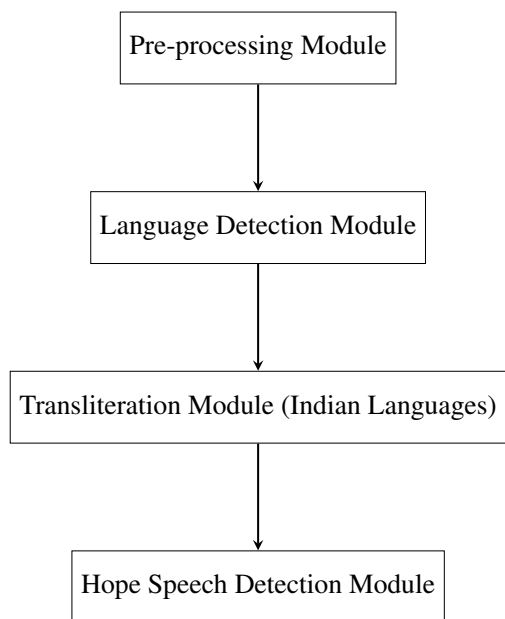 Pre-processing Module
Language Detection Module
Transliteration Module (Indian Languages)
Hope Speech Detection Module